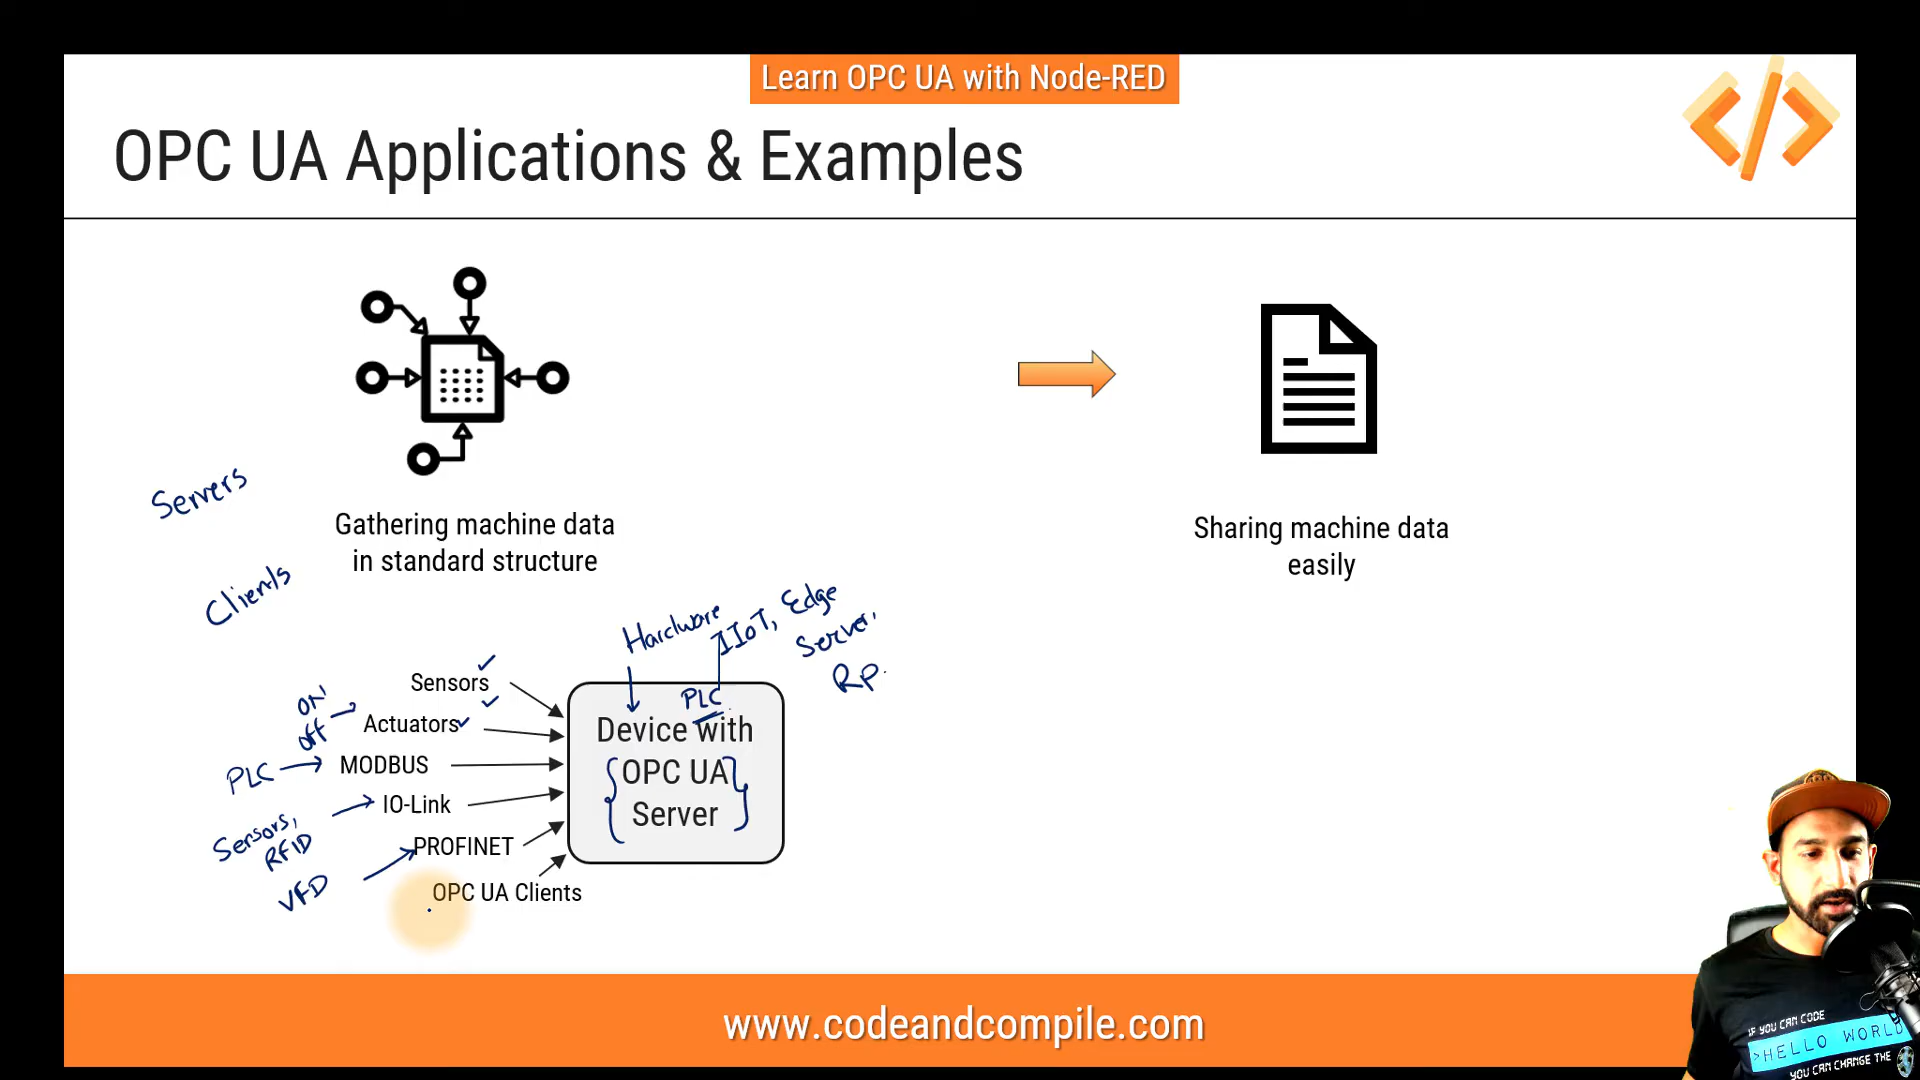 Learn OPC UA with Node-RED
OPC UA Applications & Examples
Servers
Gathering machine data
in standard structure
Sharing machine data
easily
Clients
Hardware
IIoT, Edge
Server,
RP.
Sensors
ON
Off
Actuators
PLC
MODBUS
Sensors,
RFID
IO-Link
VFD
PROFINET
OPC UA Clients
PLC
Device with
OPC UA
Server
www.codeandcompile.com
IF YOU CAN CODE
>HELLO WORLD
YOU CAN CHANGE THE